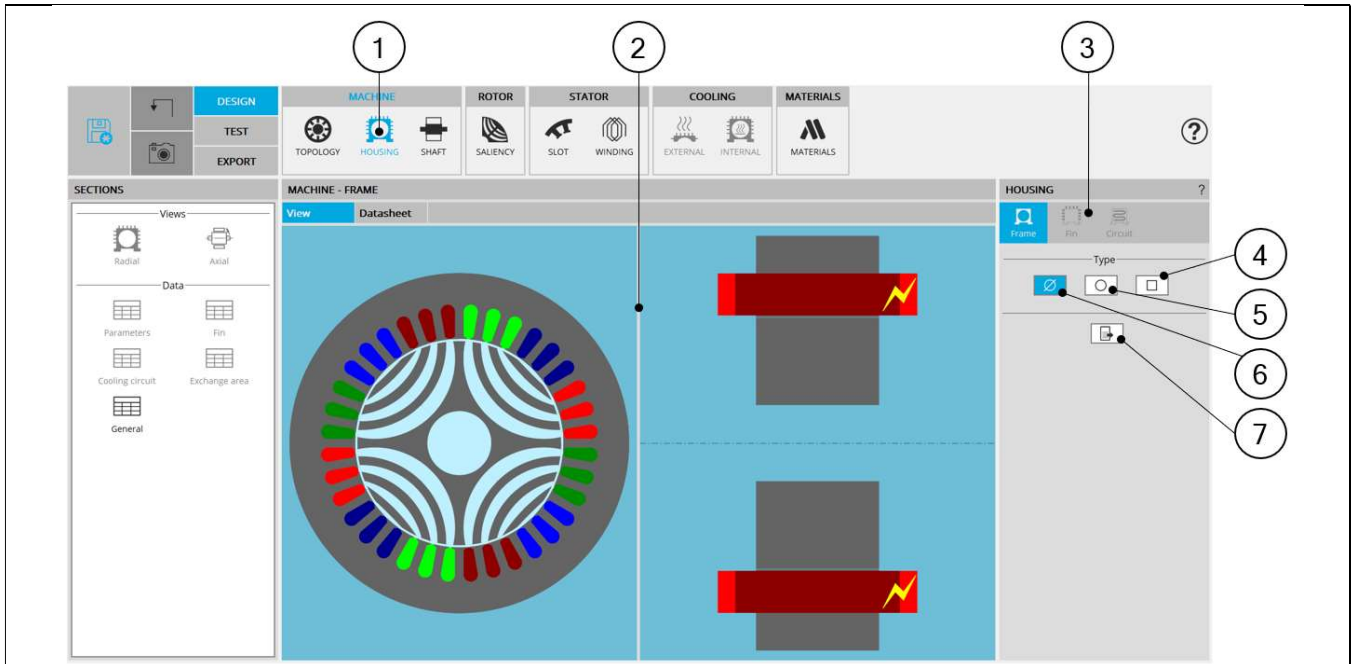 1 2 3
DESIGN MACHINE ROTOR STATOR COOLING MATERIALS
TEST
EXPORT
TOPOLOGY HOUSING SHAFT SALIENCY SLOT WINDING EXTERNAL INTERNAL MATERIALS
?
SECTIONS
Views
Radial Axial
Data
Parameters Fin
Cooling circuit Exchange area
General
MACHINE - FRAME
View Datasheet
HOUSING ?
Frame Fin Circuit
Type
4
5
6
7